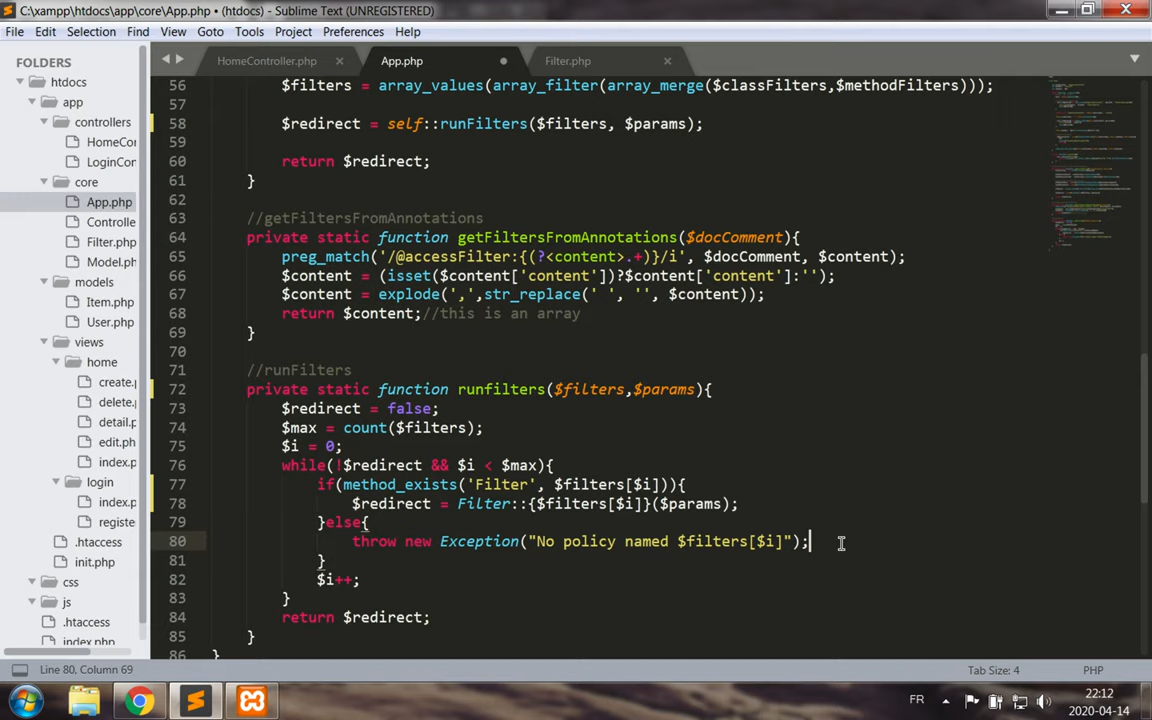 C:\xampp\htdocs\app\core\App.php • (htdocs) - Sublime Text (UNREGISTERED)
File Edit Selection Find View Goto Tools Project Preferences Help
FOLDERS
htdocs
app
controllers
HomeCor
LoginCon
core
App.php
Controlle
Filter.php
Model.ph
models
Item.php
User.php
views
home
create.p
delete.p
detail.p
edit.ph
index.p
login
index.p
registe
.htaccess
init.php
css
js
.htaccess
index.php
HomeController.php
App.php
Filter.php
56 $filters = array_values(array_filter(array_merge($classFilters,$methodFilters)));
57
58 $redirect = self::runFilters($filters, $params);
59
60 return $redirect;
61 }
62
63 //getFiltersFromAnnotations
64 private static function getFiltersFromAnnotations($docComment){
65 preg_match('/@accessFilter:{(?<content>.+)}/i', $docComment, $content);
66 $content = (isset($content['content'])?$content['content']:'');
67 $content = explode(',',str_replace(' ', '', $content));
68 return $content;//this is an array
69 }
70
71 //runFilters
72 private static function runfilters($filters,$params){
73 $redirect = false;
74 $max = count($filters);
75 $i = 0;
76 while(!$redirect && $i < $max){
77 if(method_exists('Filter', $filters[$i])){
78 $redirect = Filter::{$filters[$i]}($params);
79 }else{
80 throw new Exception("No policy named $filters[$i]");
81 }
82 $i++;
83 }
84 return $redirect;
85 }
86 }
Line 80, Column 69
Tab Size: 4
PHP
FR
22:12
2020-04-14